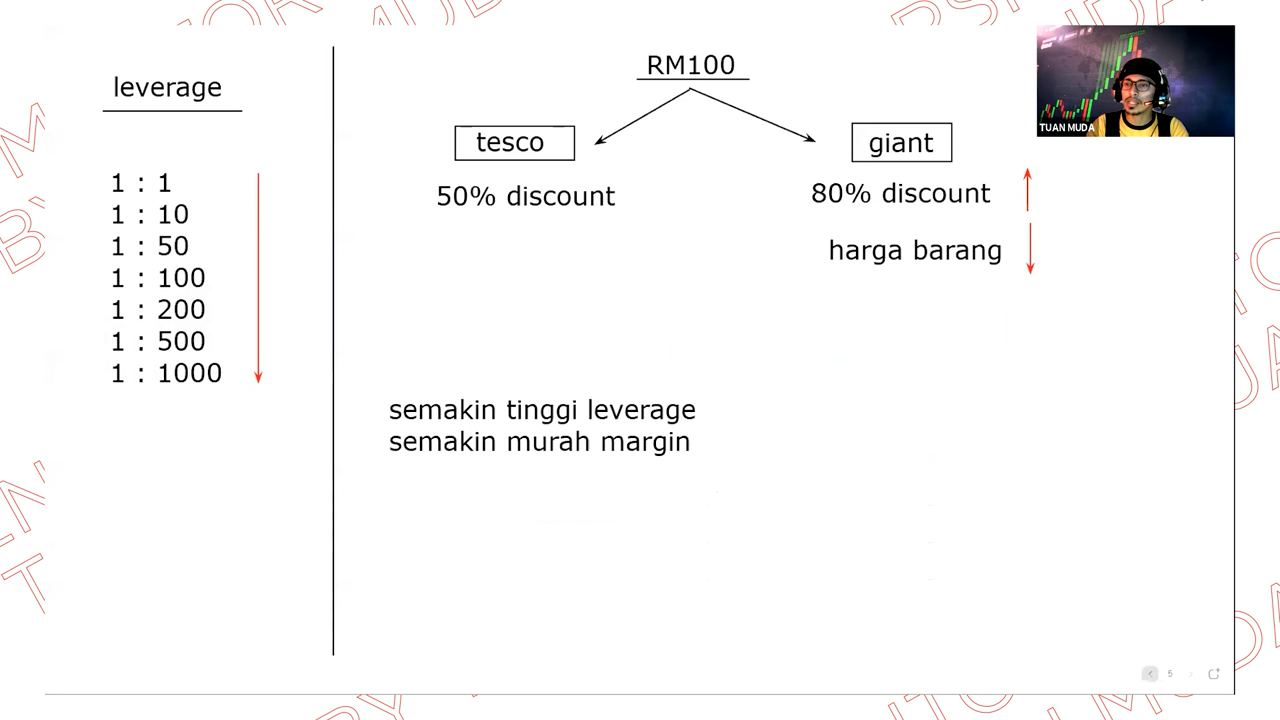 leverage
1 : 1
1 : 10
1 : 50
1 : 100
1 : 200
1 : 500
1 : 1000
RM100
tesco
50% discount
giant
80% discount
harga barang
semakin tinggi leverage
semakin murah margin
TUAN MUDA
5